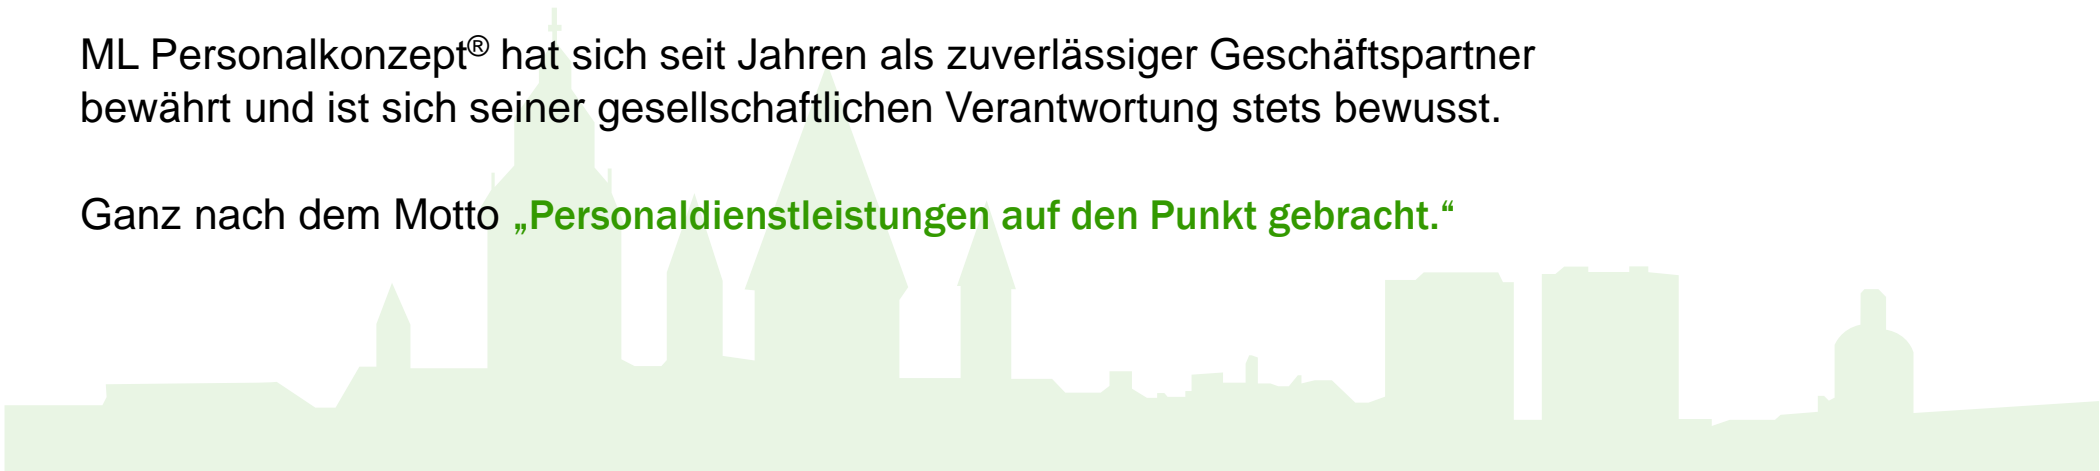 ML Personalkonzept® hat sich seit Jahren als zuverlässiger Geschäftspartner
bewährt und ist sich seiner gesellschaftlichen Verantwortung stets bewusst.
Ganz nach dem Motto „Personaldienstleistungen auf den Punkt gebracht.“